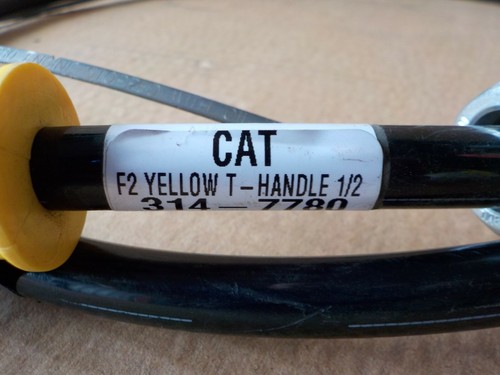 CAT
F2 YELLOW T-HANDLE 1/2
314-7780